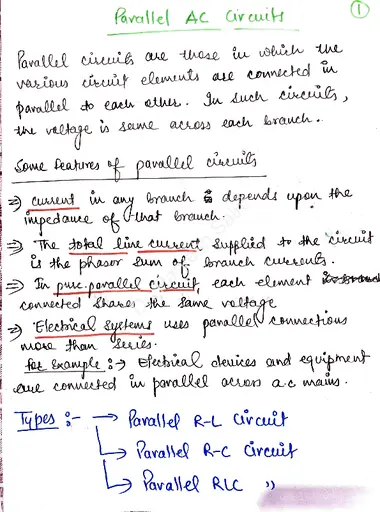 Parallel AC Circuits
1
Parallel circuits are those in which the
various circuit elements are connected in
parallel to each other. In such circuits,
the voltage is same across each branch.
Some features of parallel circuits
⇒ current in any branch depends upon the
impedance of that branch.
⇒ The total line current supplied to the circuit
is the phasor sum of branch currents.
⇒ In pure parallel circuit, each element
connected shares the same voltage
⇒ Electrical systems uses parallel connections
more than series.
for Example :→ Electrical devices and equipment
are connected in parallel across a.c mains.
Types :- → Parallel R-L Circuit
↳ Parallel R-C Circuit
↳ Parallel RLC ,,